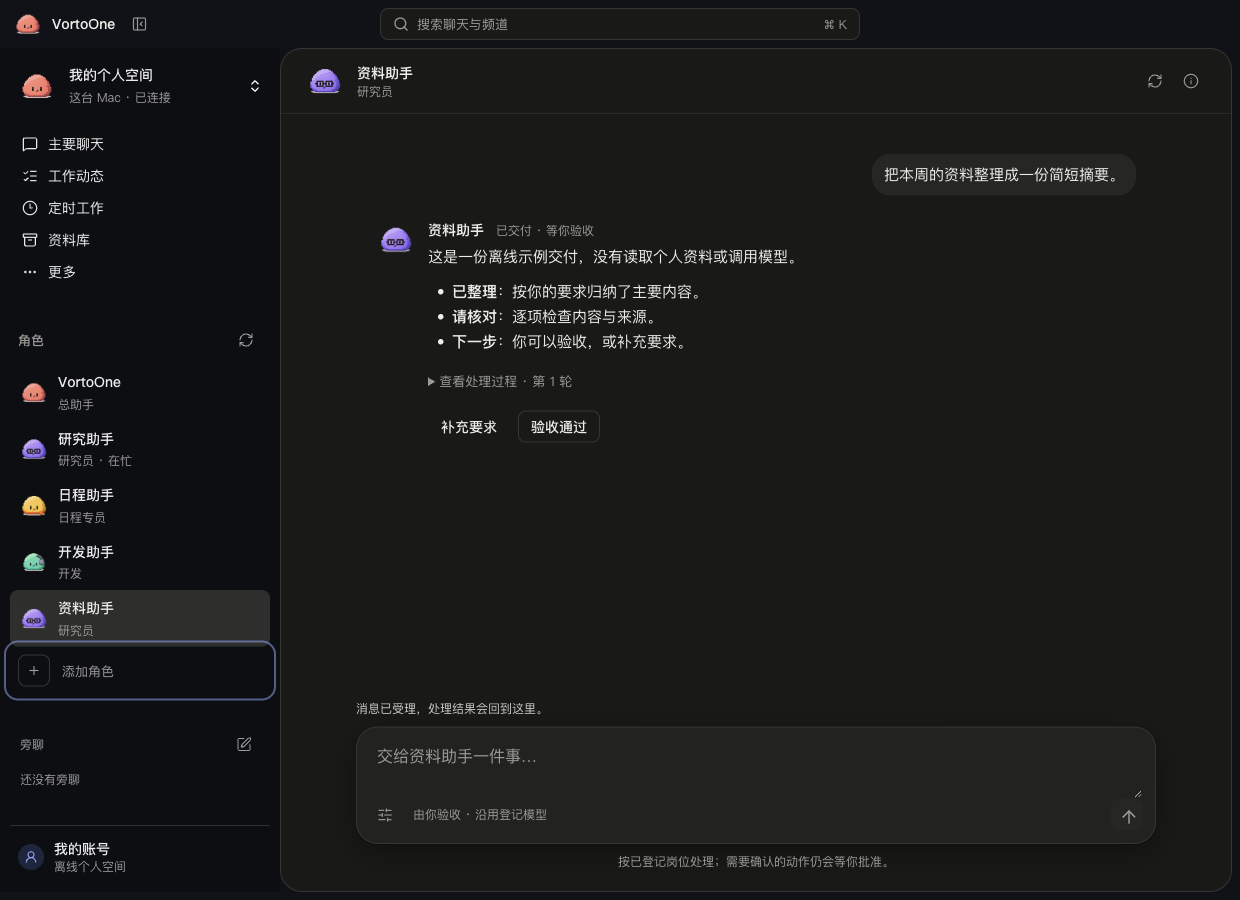 VortoOne
搜索聊天与频道
⌘ K
我的个人空间
这台 Mac · 已连接
主要聊天
工作动态
定时工作
资料库
更多
角色
VortoOne
总助手
研究助手
研究员 · 在忙
日程助手
日程专员
开发助手
开发
资料助手
研究员
添加角色
旁聊
还没有旁聊
我的账号
离线个人空间
资料助手
研究员
把本周的资料整理成一份简短摘要。
资料助手 已交付 · 等你验收
这是一份离线示例交付，没有读取个人资料或调用模型。
• 已整理：按你的要求归纳了主要内容。
• 请核对：逐项检查内容与来源。
• 下一步：你可以验收，或补充要求。
查看处理过程 · 第 1 轮
补充要求 验收通过
消息已受理，处理结果会回到这里。
交给资料助手一件事…
由你验收 · 沿用登记模型
按已登记岗位处理；需要确认的动作仍会等你批准。